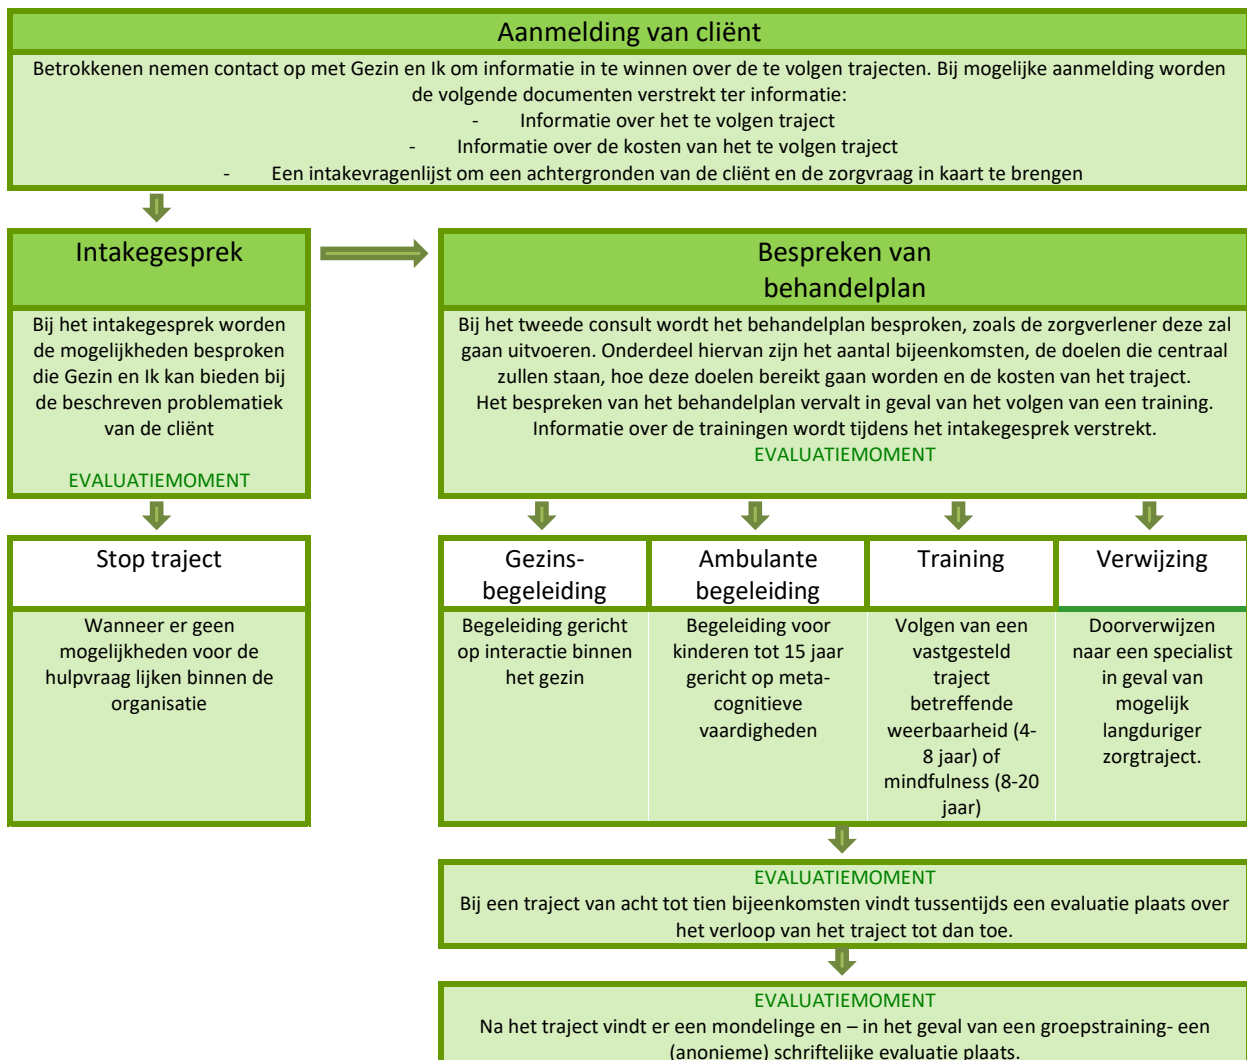 Aanmelding van cliënt
Betrokkenen nemen contact op met Gezin en Ik om informatie in te winnen over de te volgen trajecten. Bij mogelijke aanmelding worden
de volgende documenten verstrekt ter informatie:
- Informatie over het te volgen traject
- Informatie over de kosten van het te volgen traject
- Een intakevragenlijst om een achtergronden van de cliënt en de zorgvraag in kaart te brengen
Intakegesprek
Bij het intakegesprek worden
de mogelijkheden besproken
die Gezin en Ik kan bieden bij
de beschreven problematiek
van de cliënt
EVALUATIEMOMENT
Bespreken van
behandelplan
Bij het tweede consult wordt het behandelplan besproken, zoals de zorgverlener deze zal
gaan uitvoeren. Onderdeel hiervan zijn het aantal bijeenkomsten, de doelen die centraal
zullen staan, hoe deze doelen bereikt gaan worden en de kosten van het traject.
Het bespreken van het behandelplan vervalt in geval van het volgen van een training.
Informatie over de trainingen wordt tijdens het intakegesprek verstrekt.
EVALUATIEMOMENT
Stop traject
Wanneer er geen
mogelijkheden voor de
hulpvraag lijken binnen de
organisatie
Gezins-
begeleiding
Begeleiding gericht
op interactie binnen
het gezin
Ambulante
begeleiding
Begeleiding voor
kinderen tot 15 jaar
gericht op meta-
cognitieve
vaardigheden
Training
Volgen van een
vastgesteld
traject
betreffende
weerbaarheid (4-
8 jaar) of
mindfulness (8-20
jaar)
Verwijzing
Doorverwijzen
naar een specialist
in geval van
mogelijk
langduriger
zorgtraject.
EVALUATIEMOMENT
Bij een traject van acht tot tien bijeenkomsten vindt tussentijds een evaluatie plaats over
het verloop van het traject tot dan toe.
EVALUATIEMOMENT
Na het traject vindt er een mondelinge en – in het geval van een groepstraining- een
(anonieme) schriftelijke evaluatie plaats.